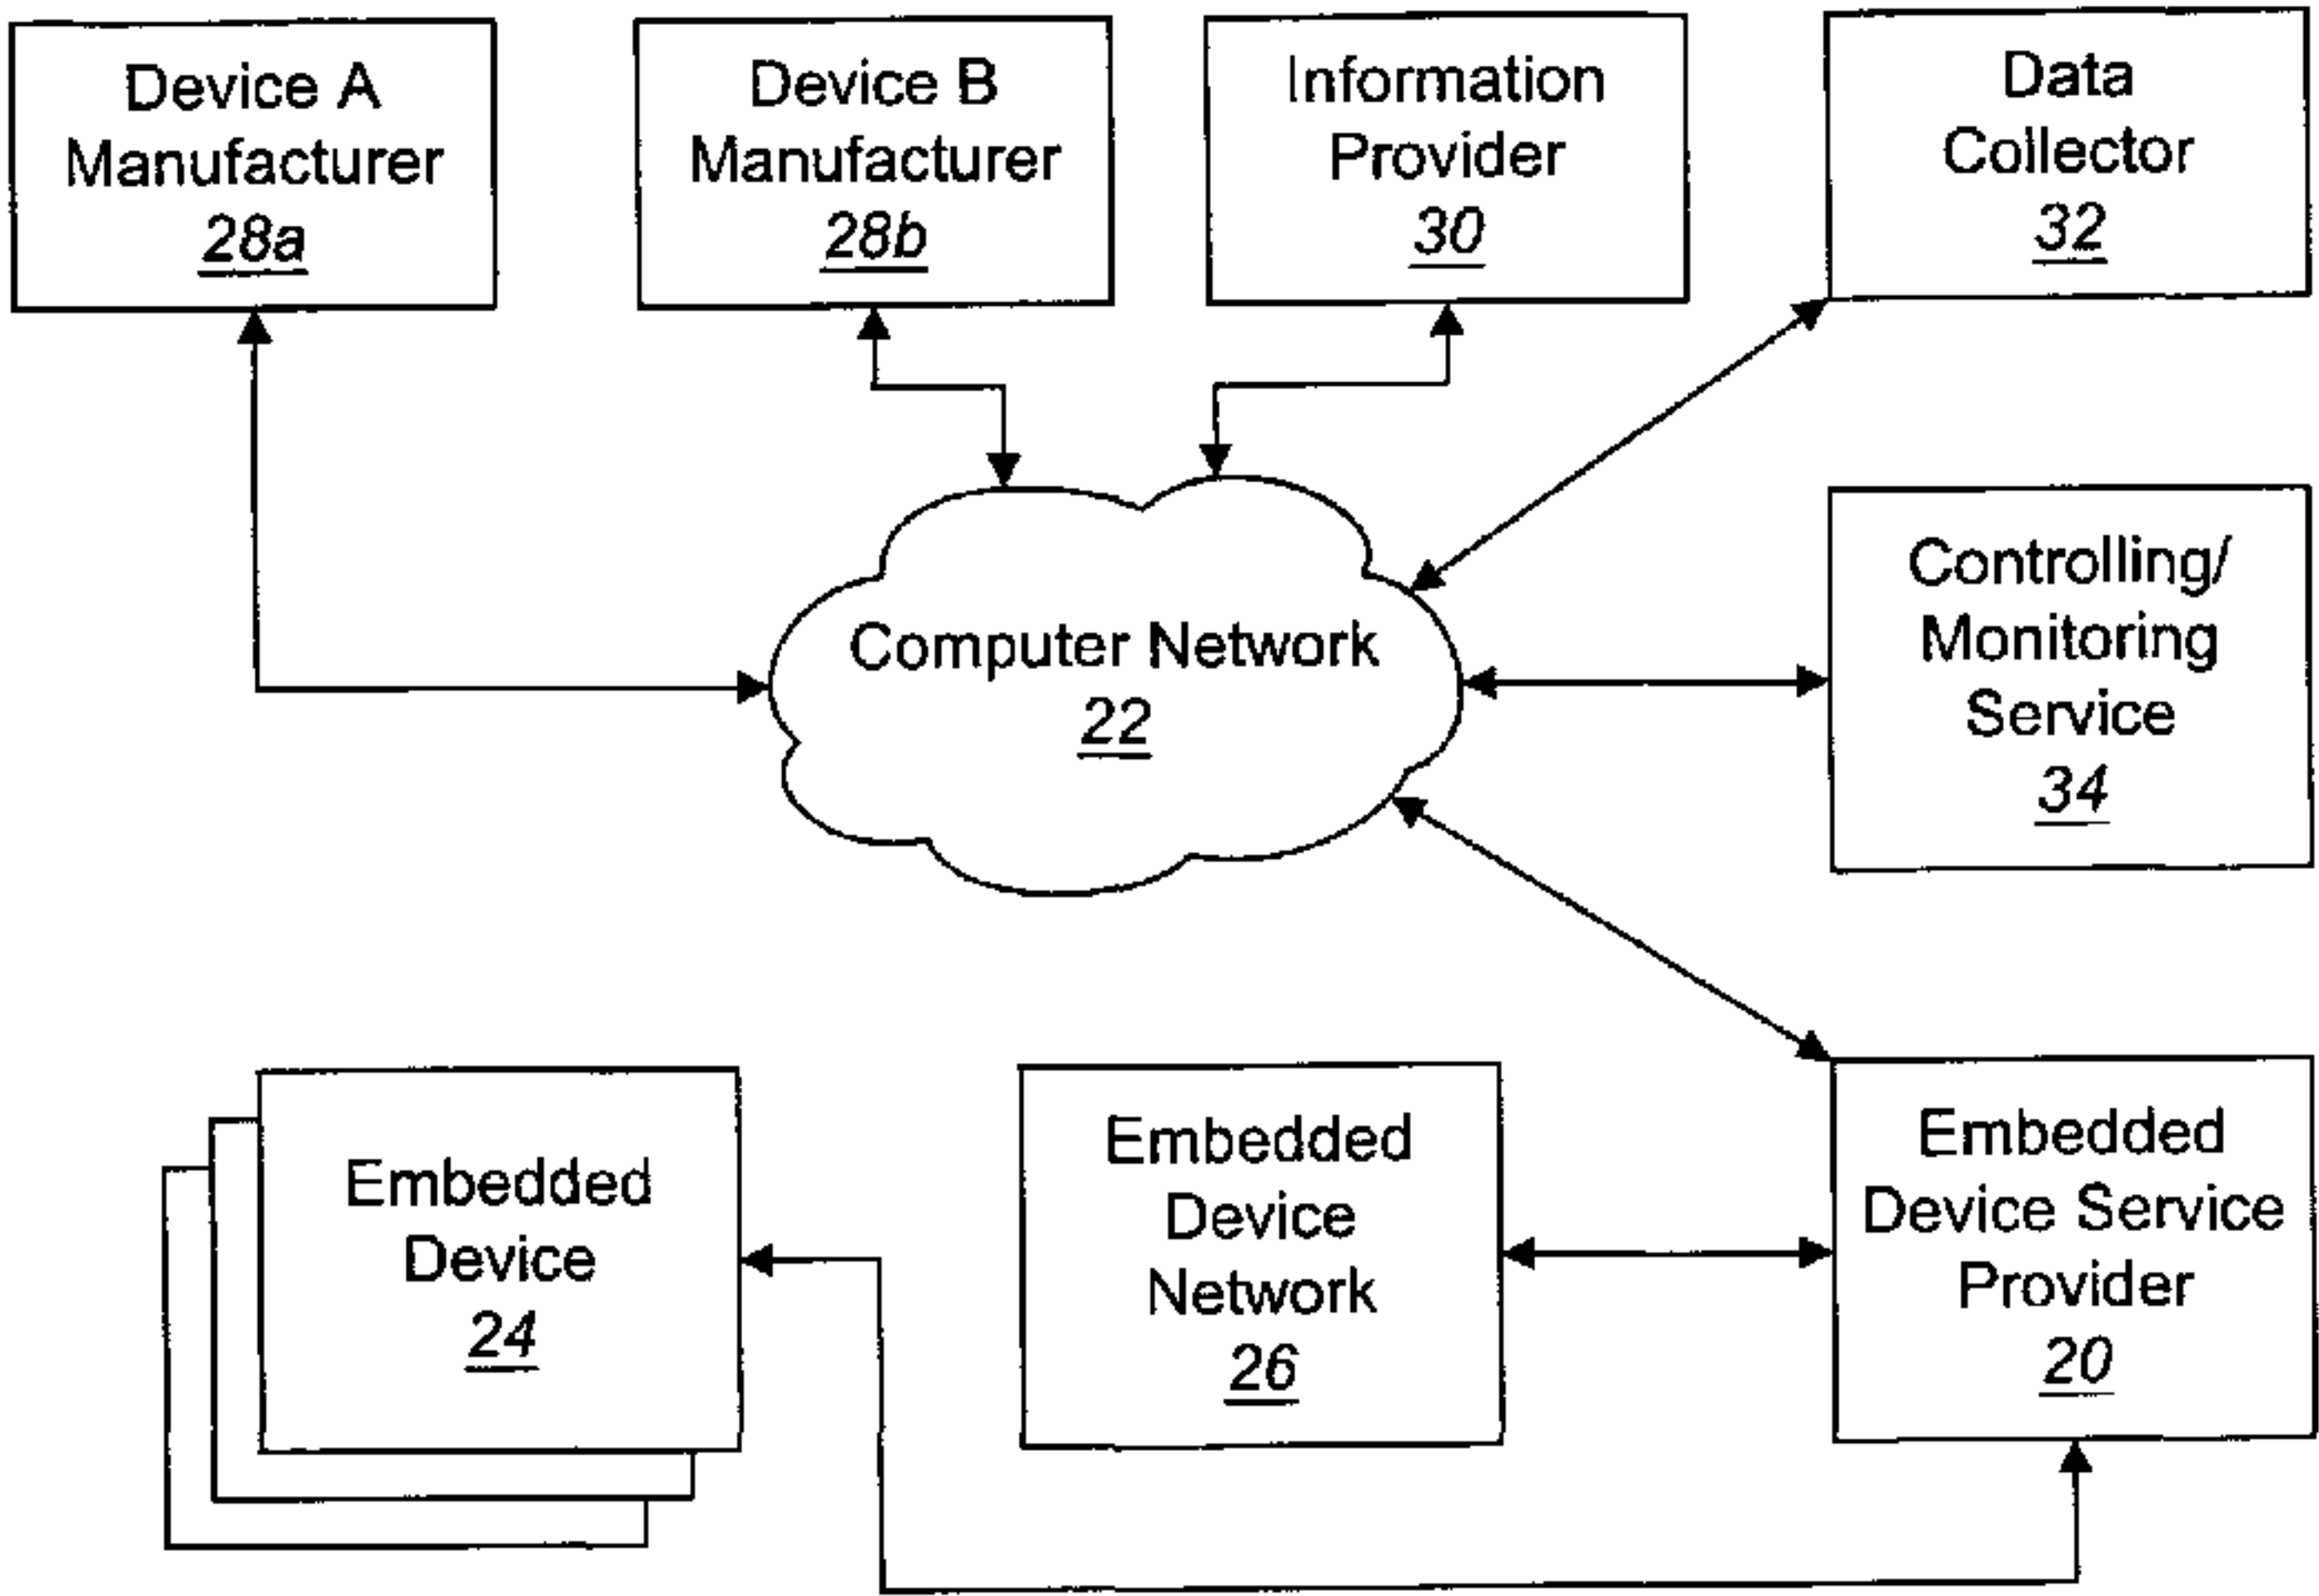 Device A
Manufacturer
28a
Device B
Manufacturer
28b
Information
Provider
30
Data
Collector
32
Computer Network
22
Controlling/
Monitoring
Service
34
Embedded
Device
24
Embedded
Device
Network
26
Embedded
Device Service
Provider
20